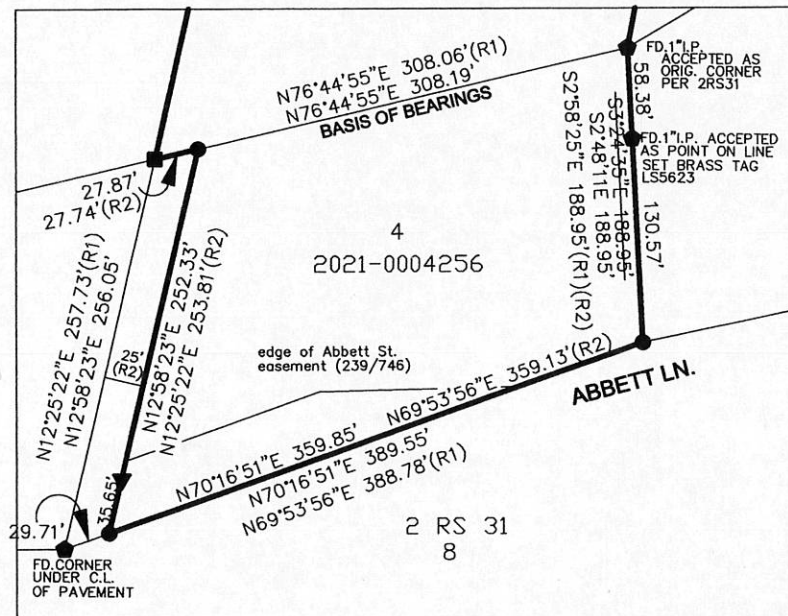 N76°44'55"E 308.06'(R1)
N76°44'55"E 308.19'
BASIS OF BEARINGS
FD.1"I.P.
ACCEPTED AS
ORIG. CORNER
PER 2RS31
58.38'
FD.1"I.P. ACCEPTED
AS POINT ON LINE
SET BRASS TAG
LS5623
S3°24'35"E 188.95'
S2°48'11E 188.95'
S2°58'25"E 188.95'(R1)(R2)
130.57'
27.87'
27.74'(R2)
4
2021-0004256
N12°25'22"E 257.73'(R1)
N12°58'23"E 256.05'
25'
(R2)
N12°58'23"E 252.33'
N12°25'22"E 253.81'(R2)
edge of Abbett St.
easement (239/746)
N69°53'56"E 359.13'(R2)
ABBETT LN.
N70°16'51"E 359.85'
N70°16'51"E 389.55'
N69°53'56"E 388.78'(R1)
35.65'
29.71'
2 RS 31
8
FD.CORNER
UNDER C.L.
OF PAVEMENT